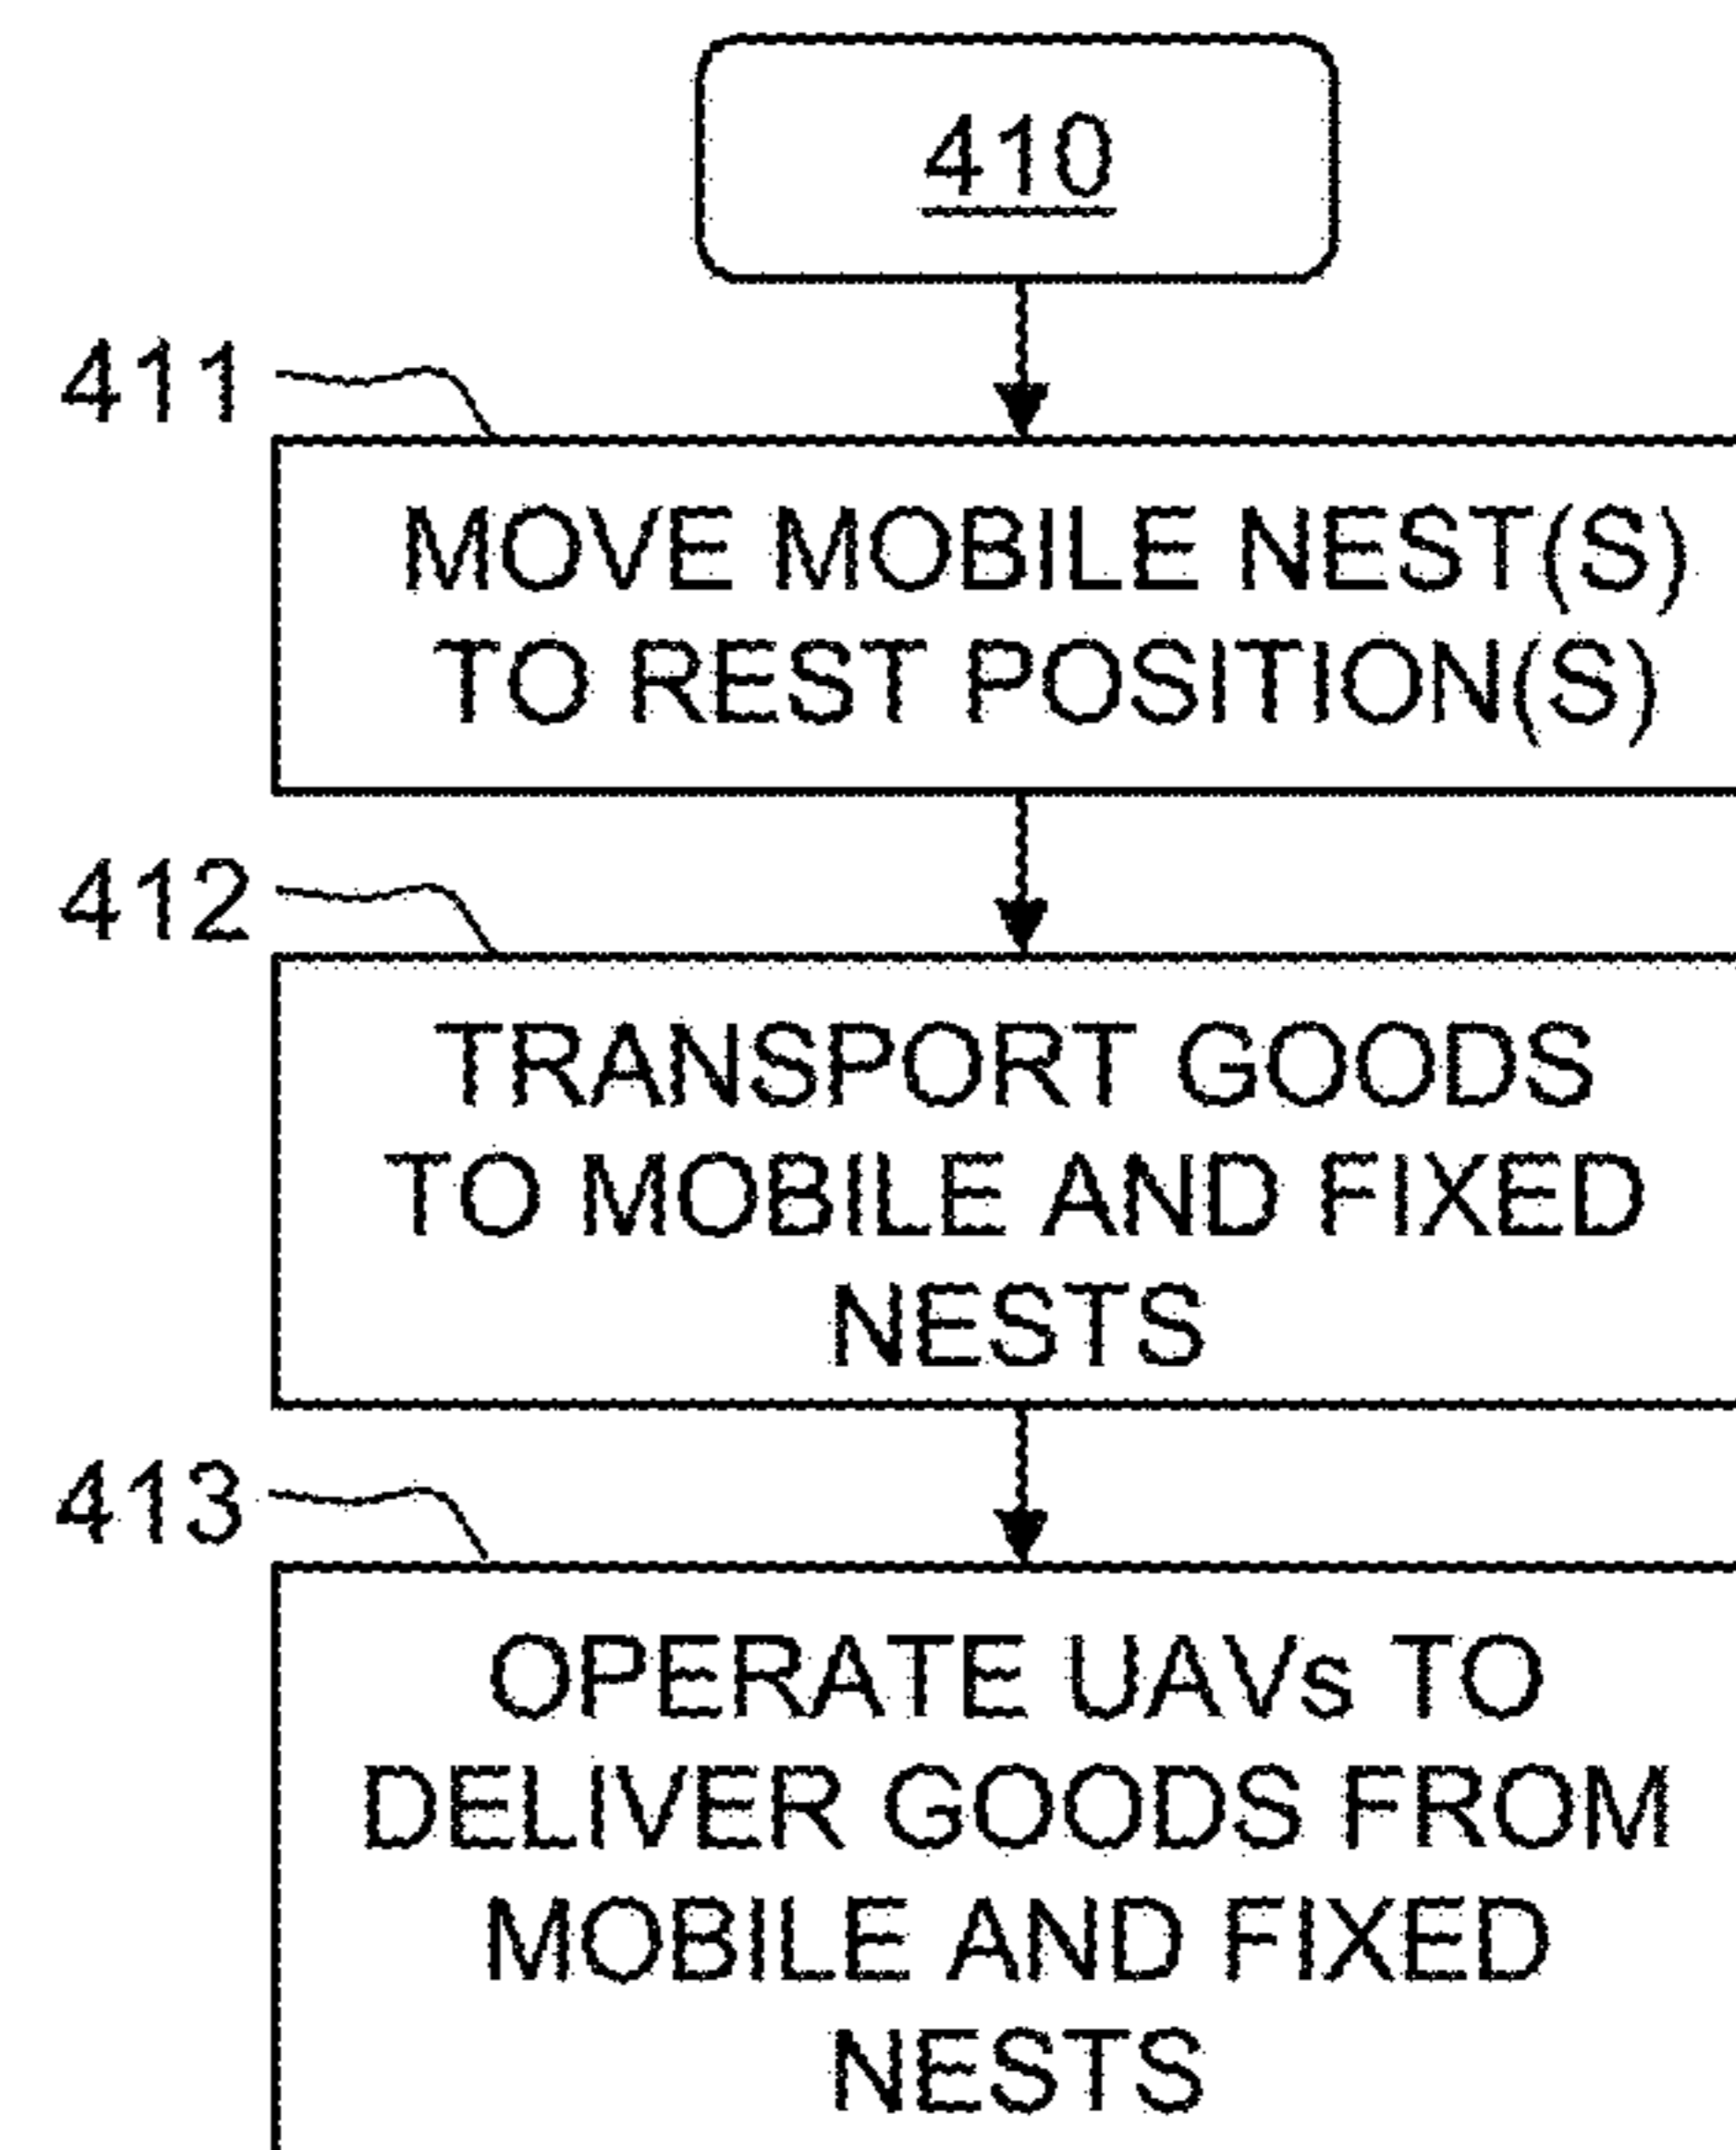 410
411
MOVE MOBILE NEST(S)
TO REST POSITION(S)
412
TRANSPORT GOODS
TO MOBILE AND FIXED
NESTS
413
OPERATE UAVs TO
DELIVER GOODS FROM
MOBILE AND FIXED
NESTS